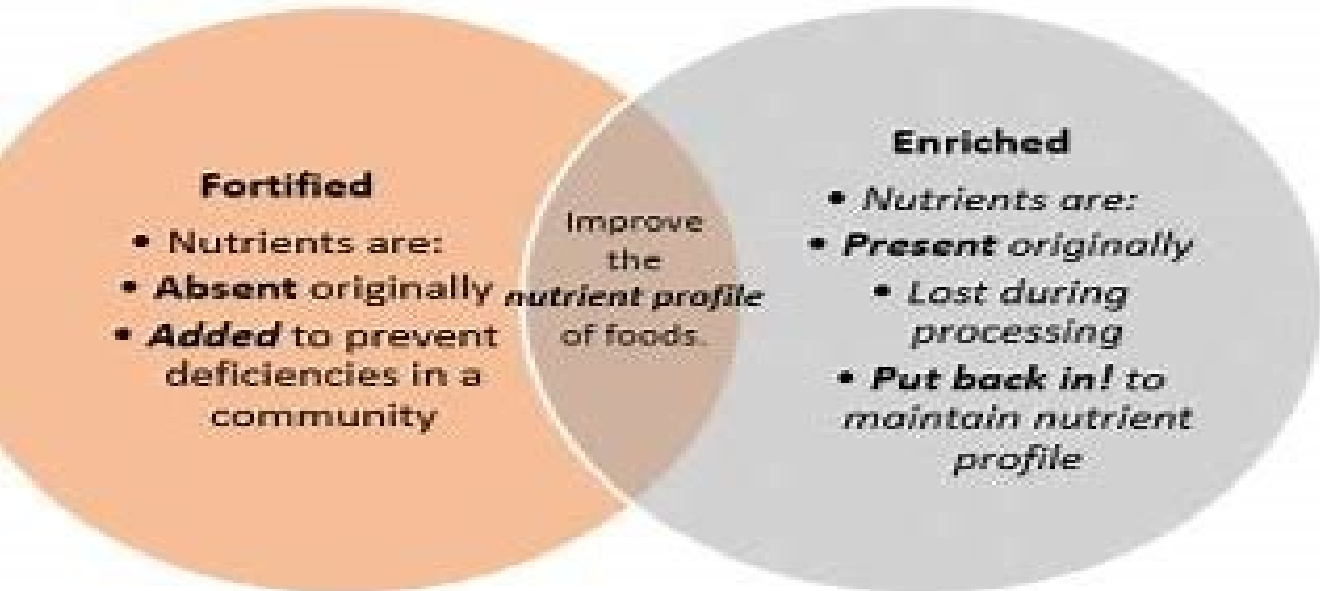 Fortified
• Nutrients are:
• Absent originally
• Added to prevent
deficiencies in a
community
Improve
the
nutrient profile
of foods.
Enriched
• Nutrients are:
• Present originally
• Lost during
processing
• Put back in! to
maintain nutrient
profile